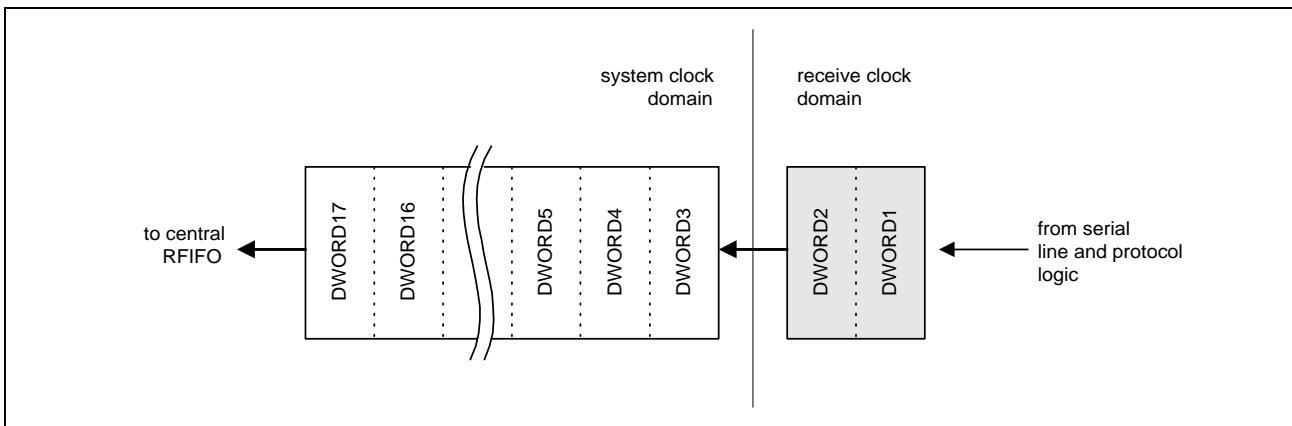 system clock
domain
receive clock
domain
to central
RFIFO
DWORD17
DWORD16
DWORD5
DWORD4
DWORD3
DWORD2
DWORD1
from serial
line and protocol
logic